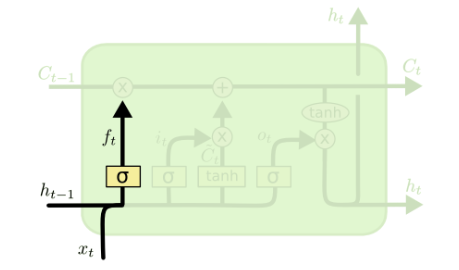 h_t
C_{t-1}
x
+
C_t
tanh
f_t
i_t
x
o_t
x
C̃_t
σ
σ
tanh
σ
h_{t-1}
h_t
x_t